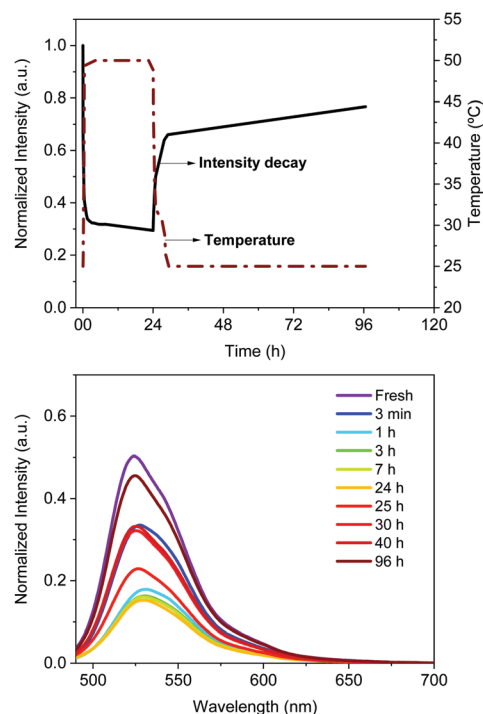 Normalized Intensity (a.u.)
1.0
0.8
0.6
0.4
0.2
0.0
Intensity decay
Temperature
55
50
45
40
35
30
25
20
Temperature (ºC)
00 24 48 72 96 120
Time (h)
Normalized Intensity (a.u.)
0.6
0.4
0.2
0.0
Fresh
3 min
1 h
3 h
7 h
24 h
25 h
30 h
40 h
96 h
500 550 600 650 700
Wavelength (nm)